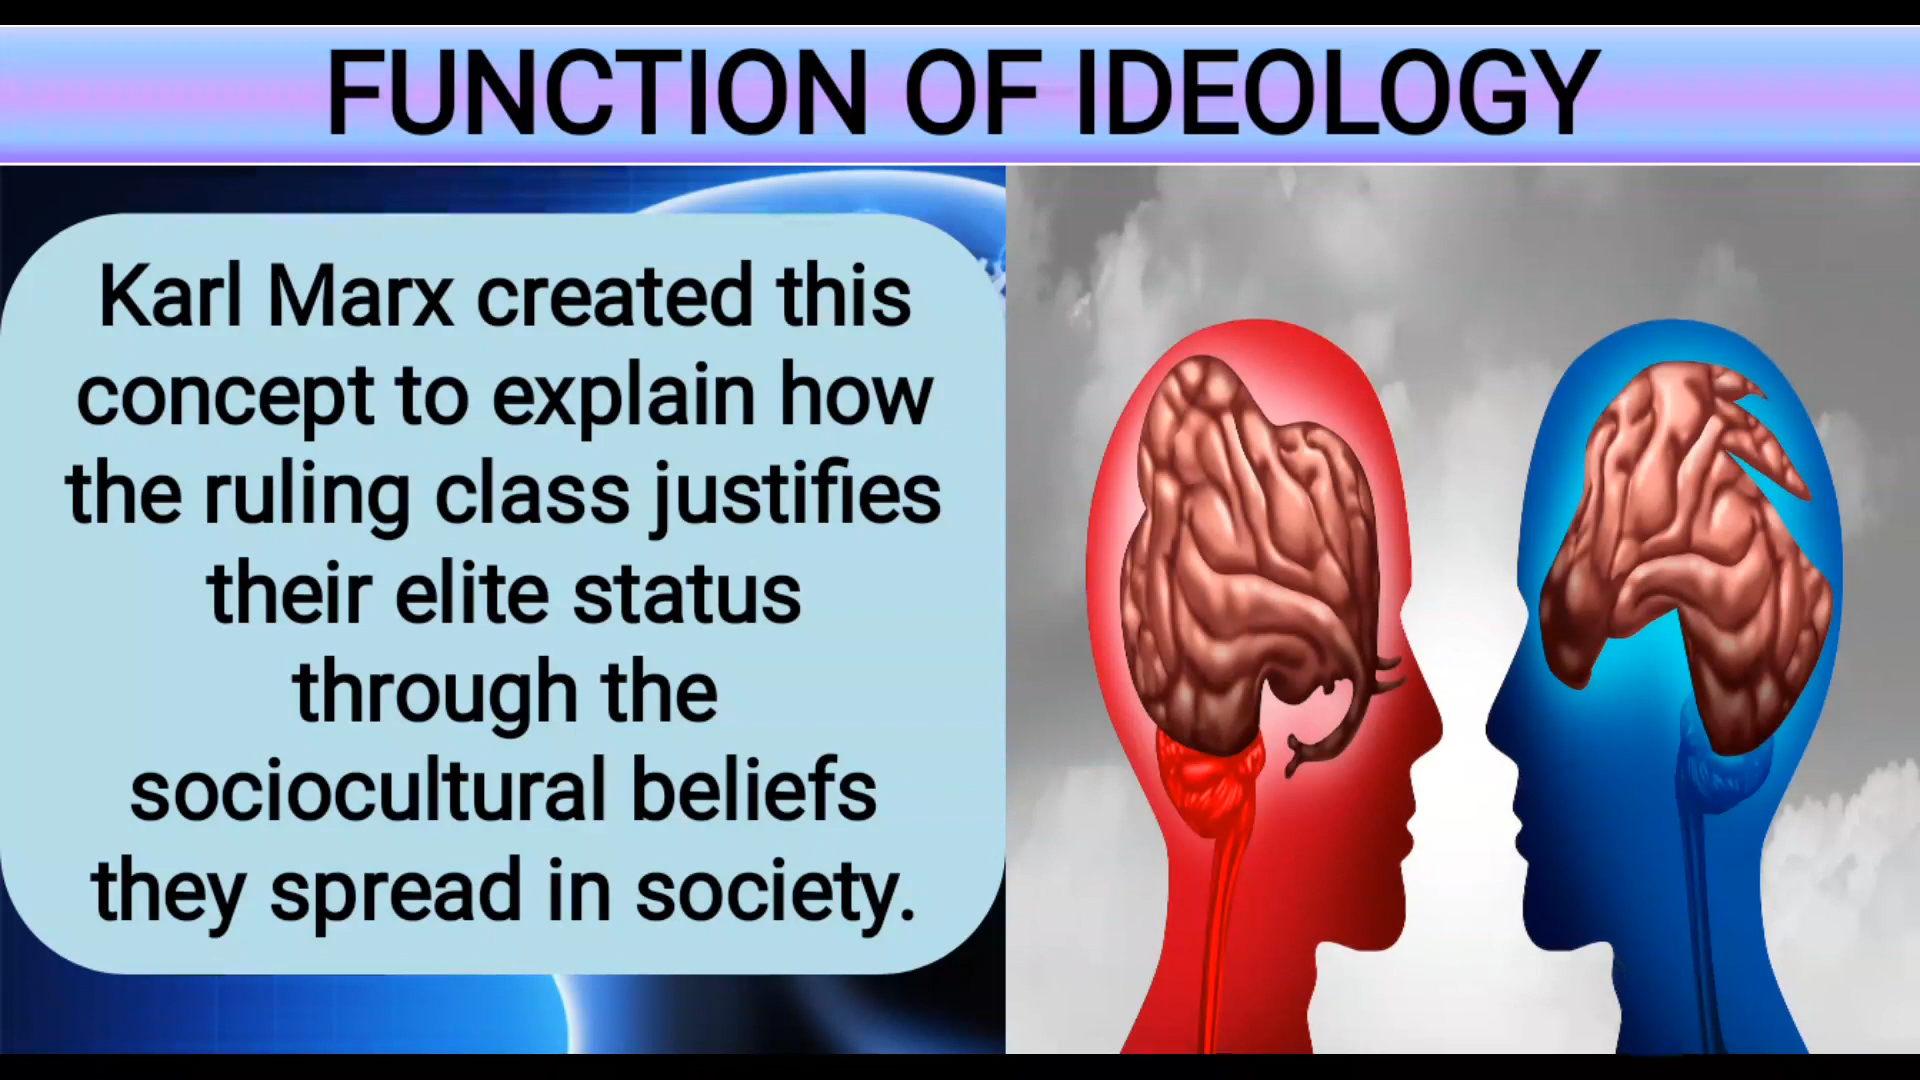 FUNCTION OF IDEOLOGY
Karl Marx created this
concept to explain how
the ruling class justifies
their elite status
through the
sociocultural beliefs
they spread in society.